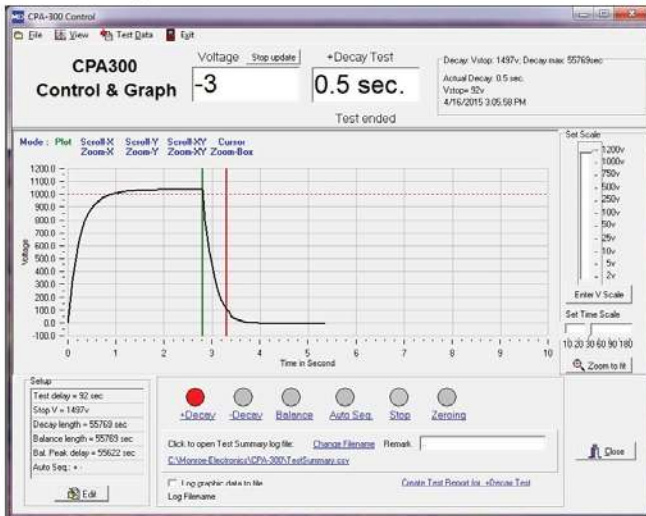 CPA-300 Control
File View Test Data Exit
CPA300
Control & Graph
Voltage Stop update
-3
+Decay Test
0.5 sec.
Test ended
Decay: Vstop: 1497v; Decay max: 55769sec
Actual Decay: 0.5 sec.
Vstop= 92v
4/16/2015 3:05:58 PM
Mode : Plot Scroll-X Scroll-Y Scroll-XY Cursor
Zoom-X Zoom-Y Zoom-XY Zoom-Box
1200.0
1100.0
1000.0
900.0
800.0
700.0
600.0
500.0
400.0
300.0
200.0
100.0
0.0
-100.0
Voltage
0 1 2 3 4 5 6 7 8 9 10
Time in Second
Set Scale
1200v
1000v
750v
500v
250v
100v
50v
25v
10v
5v
2v
Enter V Scale
Set Time Scale
10 20 30 60 90 180
Zoom to fit
Setup
Test delay = 92 sec
Stop V = 1497v
Decay length = 55769 sec
Balance length = 55769 sec
Bal. Peak delay = 55622 sec
Auto Seq.: + -
Edit
+Decay -Decay Balance Auto Seq. Stop Zeroing
Click to open Test Summary log file: Change Filename Remark:
C:\Monroe-Electronics\CPA-300\TestSummary.csv
Log graphic data to file
Log Filename
Create Test Report for +Decay Test
Close